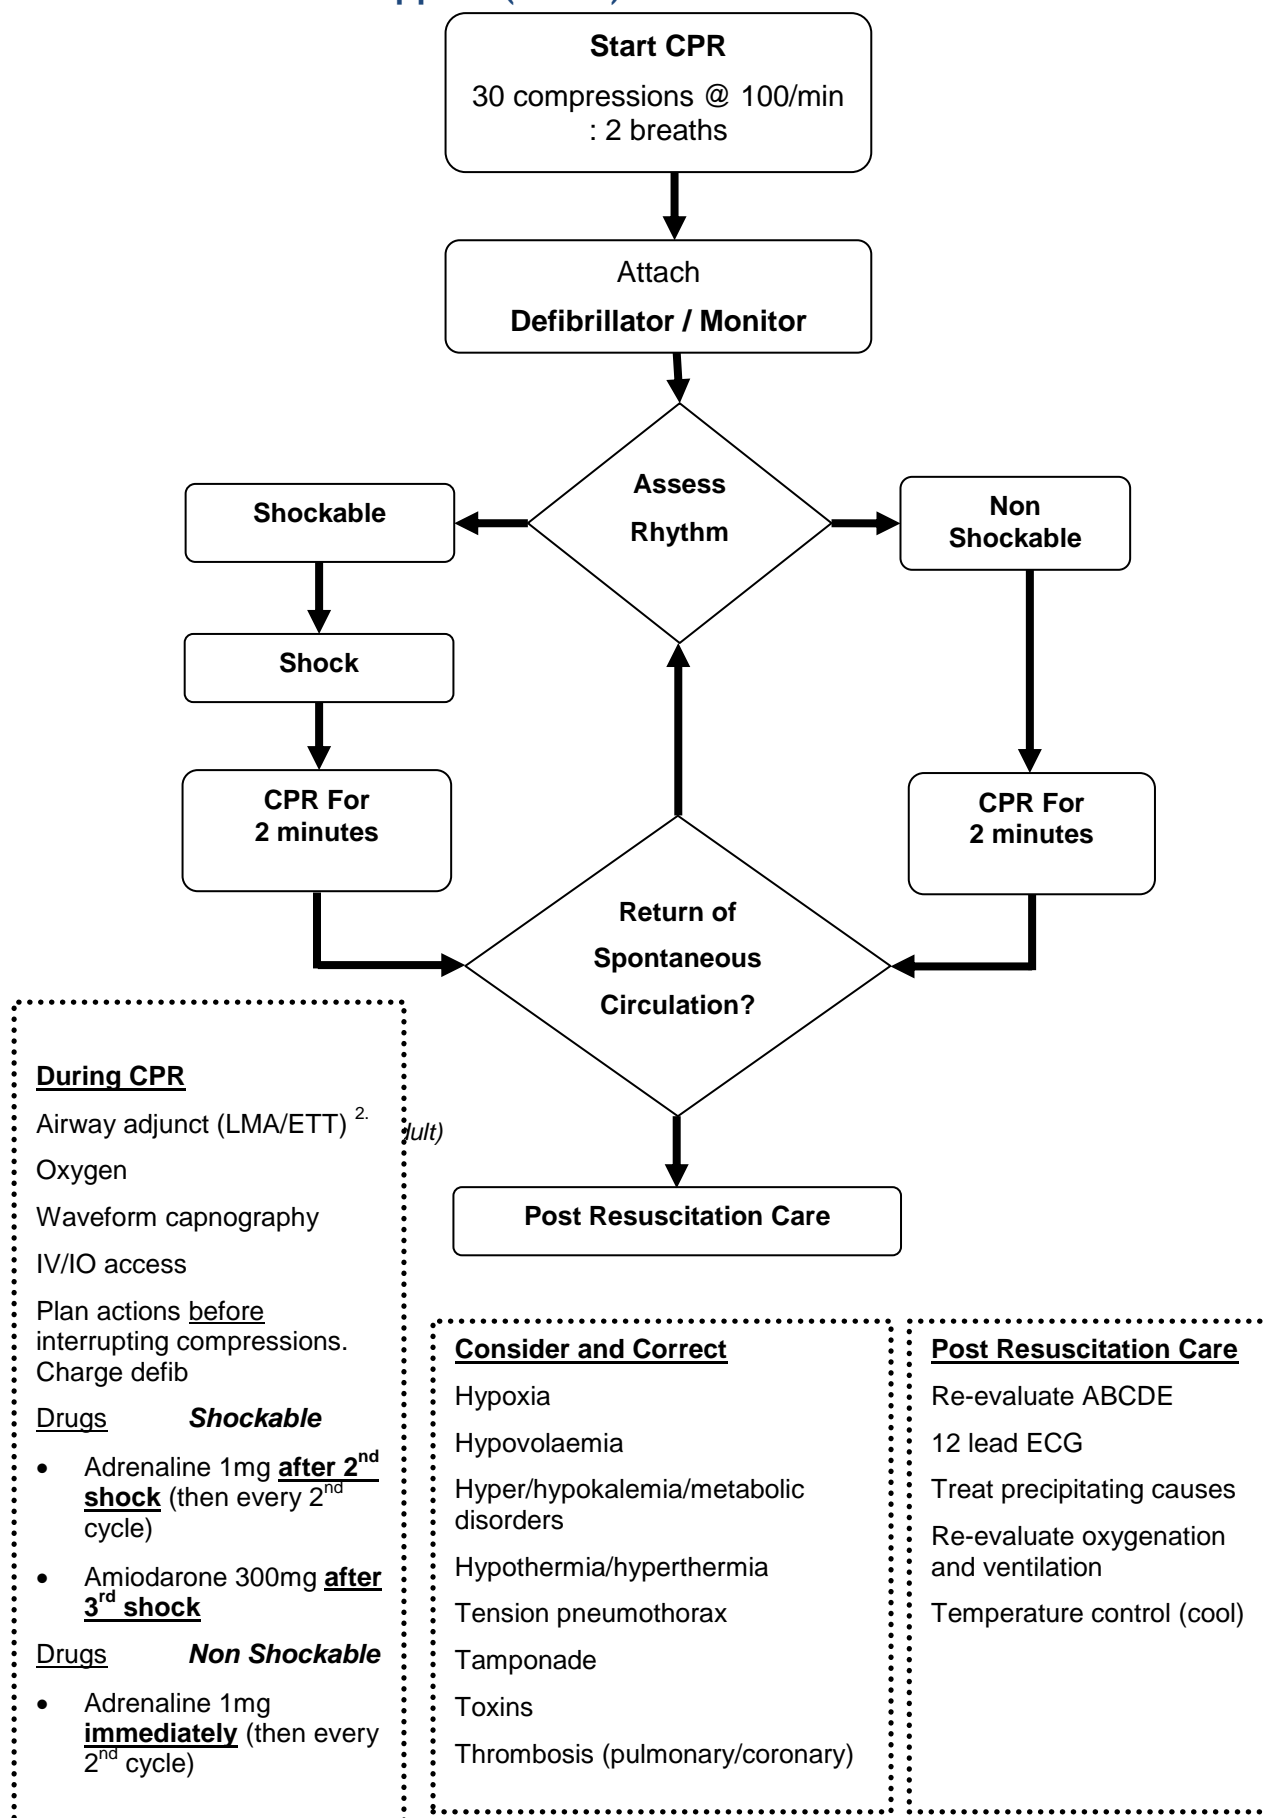 Start CPR
30 compressions @ 100/min
: 2 breaths
Attach
Defibrillator / Monitor
Assess
Rhythm
Shockable
Non
Shockable
Shock
CPR For
2 minutes
CPR For
2 minutes
Return of
Spontaneous
Circulation?
Post Resuscitation Care
During CPR
Airway adjunct (LMA/ETT) 2.
Oxygen
Waveform capnography
IV/IO access
Plan actions before
interrupting compressions.
Charge defib
Drugs Shockable
• Adrenaline 1mg after 2nd
shock (then every 2nd
cycle)
• Amiodarone 300mg after
3rd shock
Drugs Non Shockable
• Adrenaline 1mg
immediately (then every
2nd cycle)
Consider and Correct
Hypoxia
Hypovolaemia
Hyper/hypokalemia/metabolic
disorders
Hypothermia/hyperthermia
Tension pneumothorax
Tamponade
Toxins
Thrombosis (pulmonary/coronary)
Post Resuscitation Care
Re-evaluate ABCDE
12 lead ECG
Treat precipitating causes
Re-evaluate oxygenation
and ventilation
Temperature control (cool)